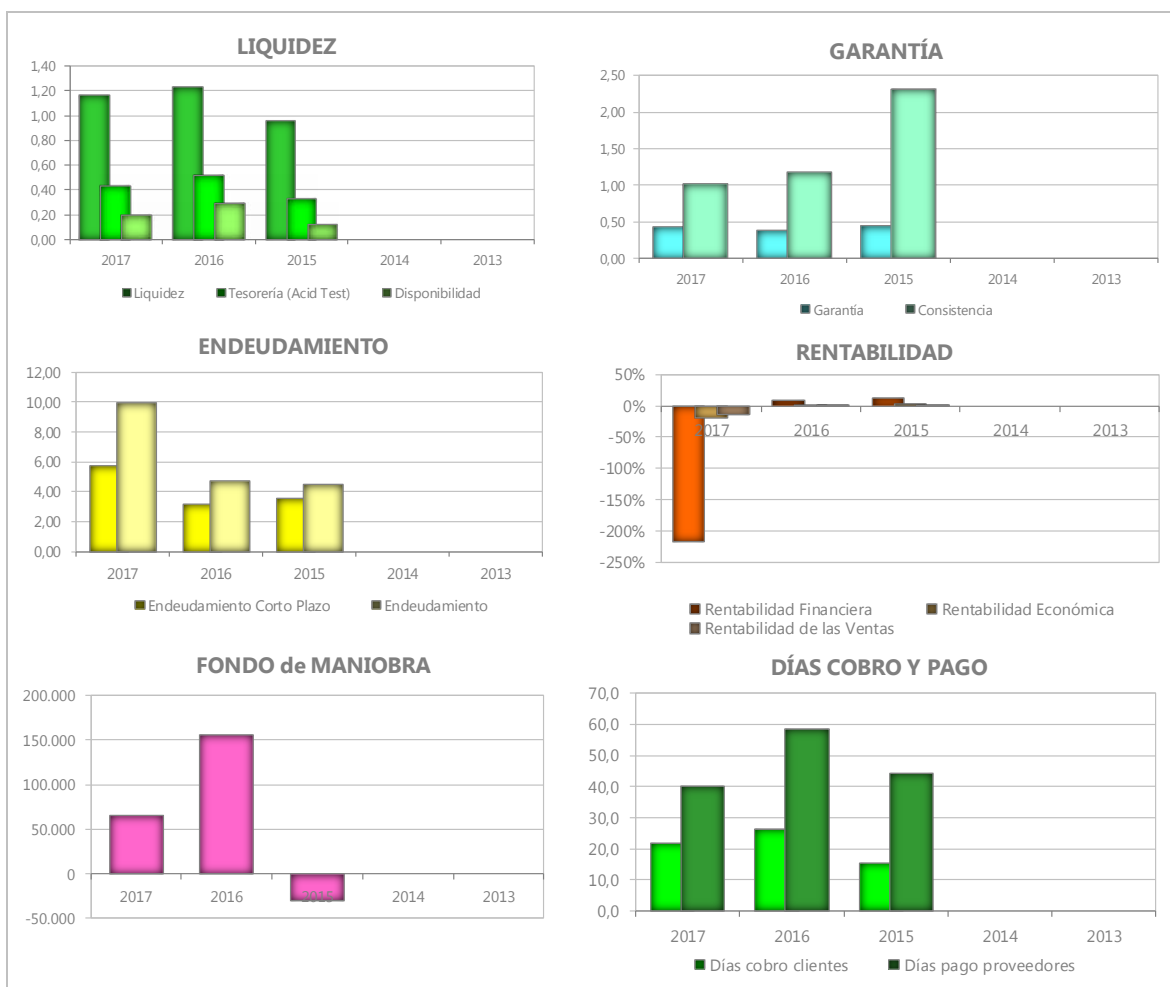 LIQUIDEZ
1,40
1,20
1,00
0,80
0,60
0,40
0,20
0,00
2017 2016 2015 2014 2013
Liquidez Tesorería (Acid Test) Disponibilidad
GARANTÍA
2,50
2,00
1,50
1,00
0,50
0,00
2017 2016 2015 2014 2013
Garantía Consistencia
ENDEUDAMIENTO
12,00
10,00
8,00
6,00
4,00
2,00
0,00
2017 2016 2015 2014 2013
Endeudamiento Corto Plazo Endeudamiento
RENTABILIDAD
50%
0%
-50%
-100%
-150%
-200%
-250%
2017 2016 2015 2014 2013
Rentabilidad Financiera Rentabilidad Económica
Rentabilidad de las Ventas
FONDO de MANIOBRA
200.000
150.000
100.000
50.000
0
-50.000
2017 2016 2015 2014 2013
DÍAS COBRO Y PAGO
70,0
60,0
50,0
40,0
30,0
20,0
10,0
0,0
2017 2016 2015 2014 2013
Días cobro clientes Días pago proveedores